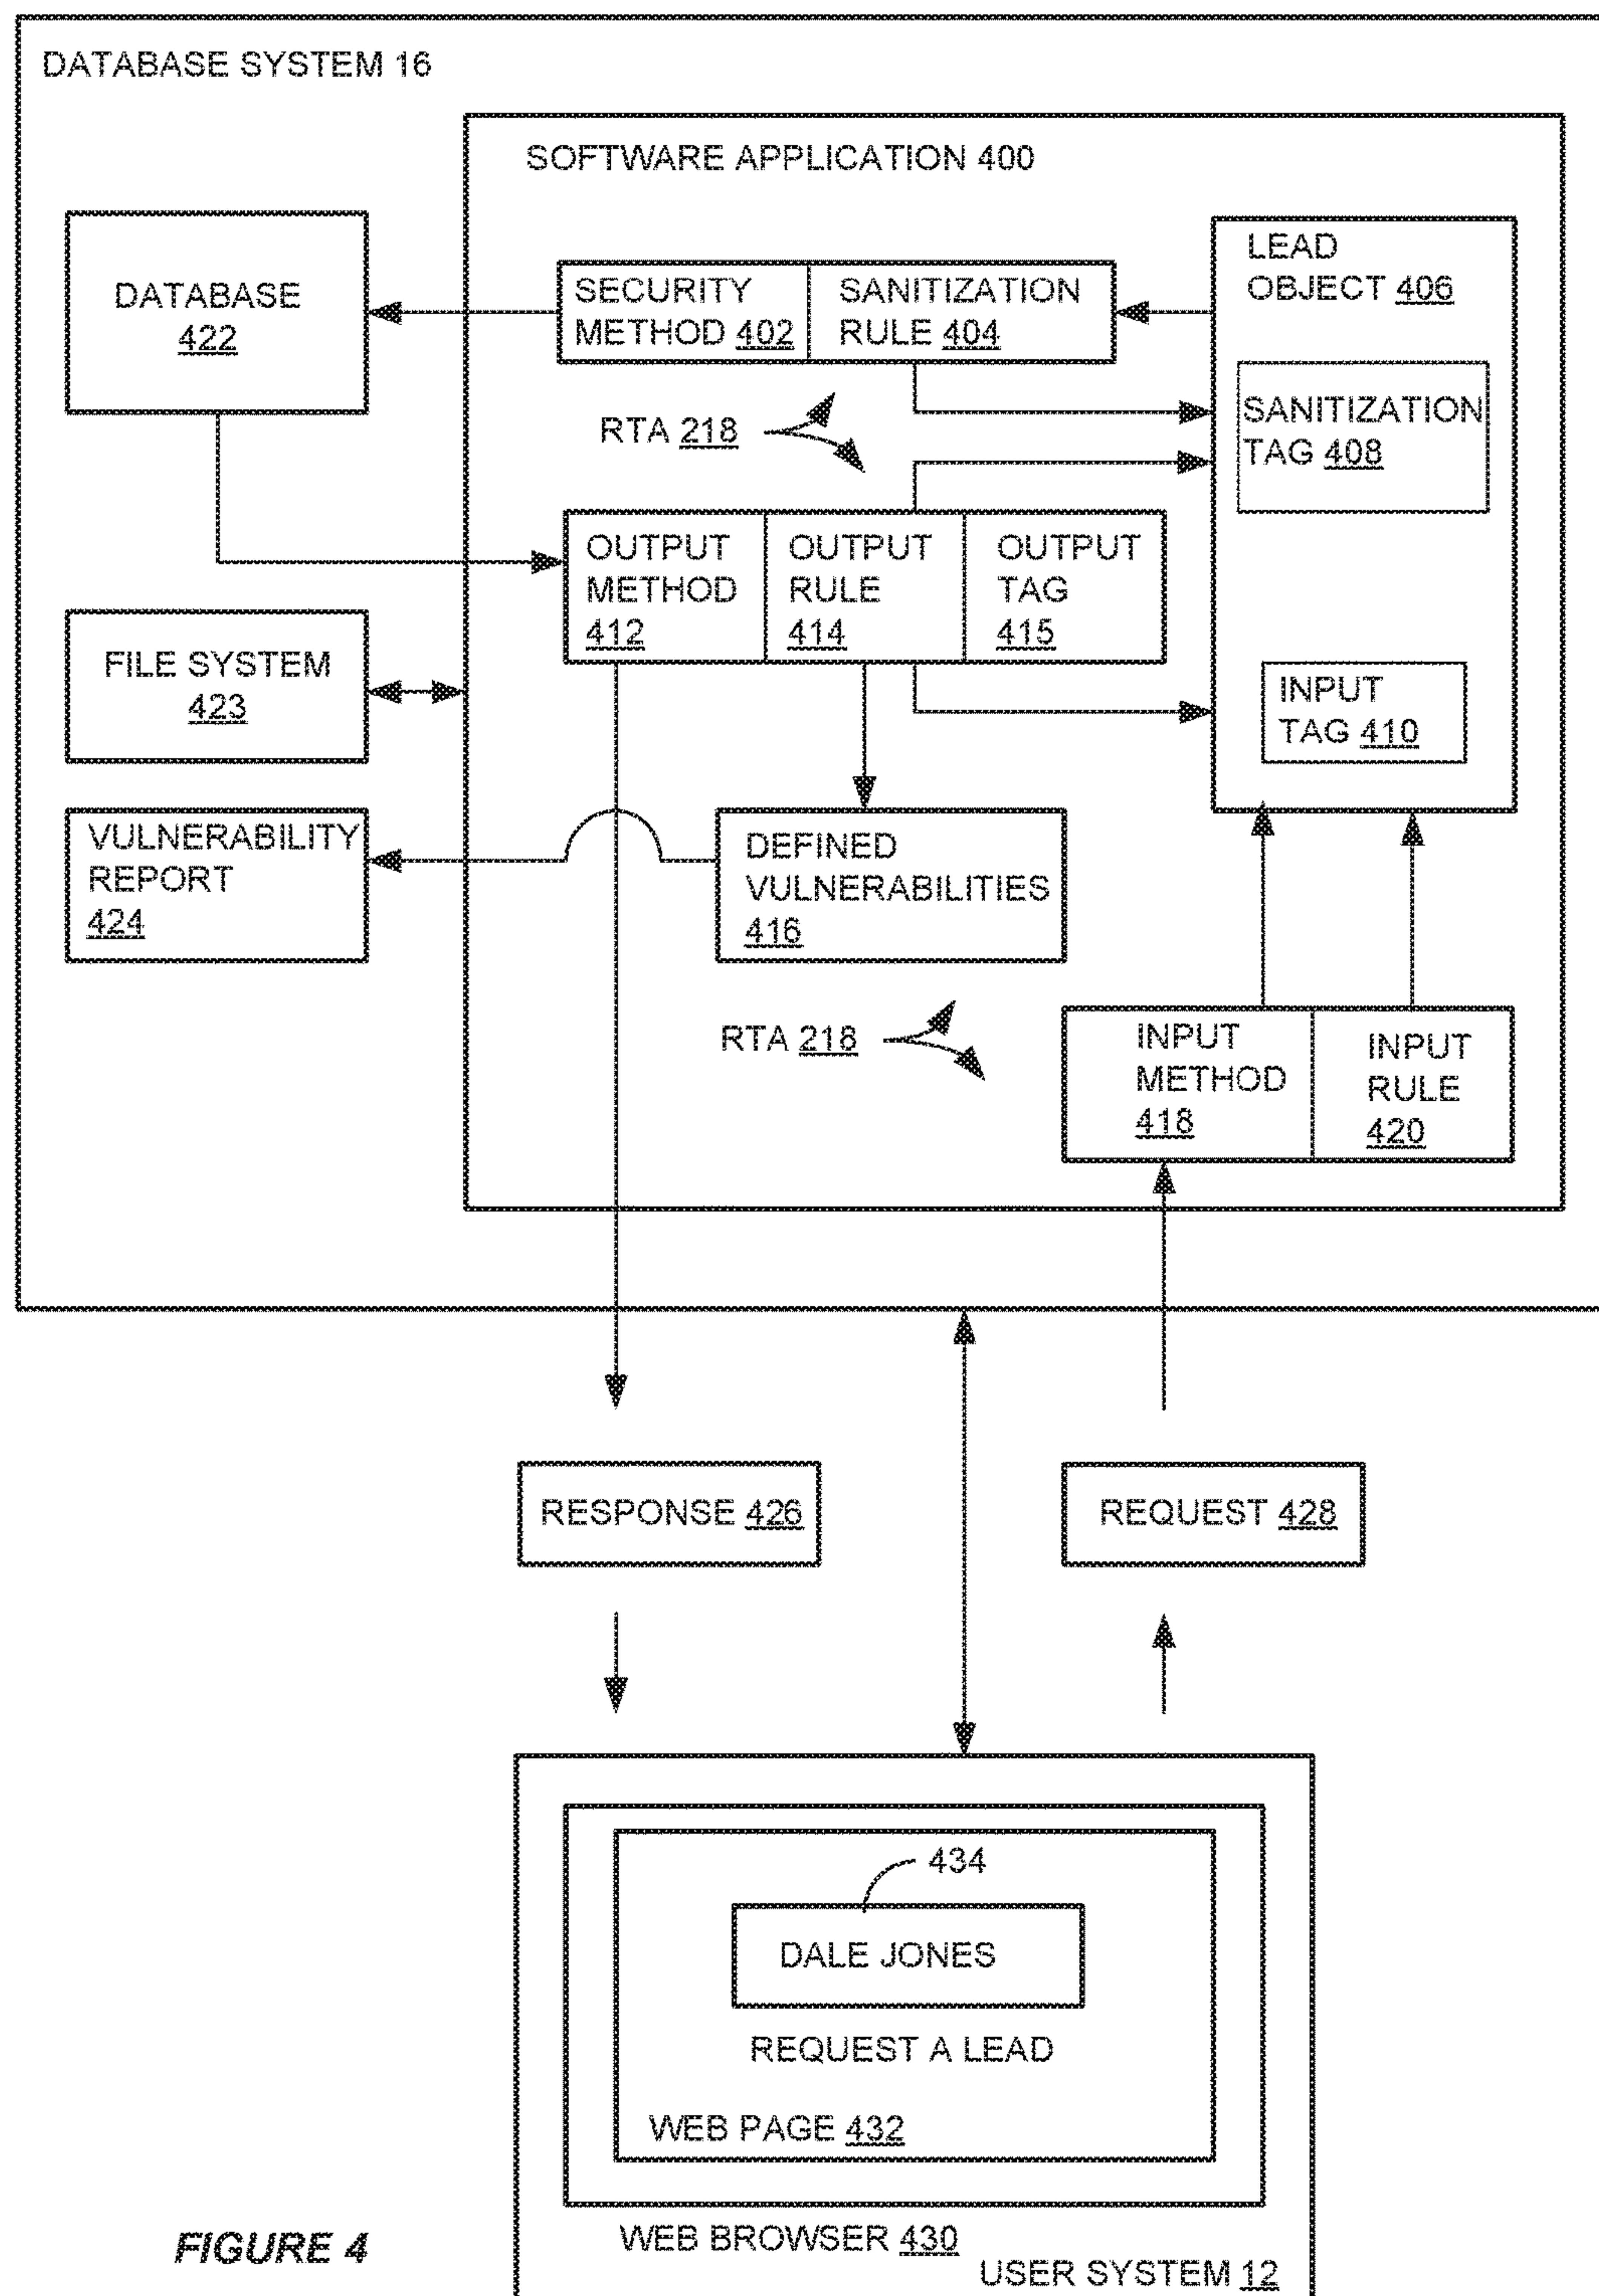 DATABASE SYSTEM 16
SOFTWARE APPLICATION 400
DATABASE
422
SECURITY
METHOD 402
SANITIZATION
RULE 404
LEAD
OBJECT 406
SANITIZATION
TAG 408
RTA 218
OUTPUT
METHOD
412
OUTPUT
RULE
414
OUTPUT
TAG
415
FILE SYSTEM
423
INPUT
TAG 410
VULNERABILITY
REPORT
424
DEFINED
VULNERABILITIES
416
RTA 218
INPUT
METHOD
418
INPUT
RULE
420
RESPONSE 426
REQUEST 428
434
DALE JONES
REQUEST A LEAD
WEB PAGE 432
WEB BROWSER 430
USER SYSTEM 12
FIGURE 4